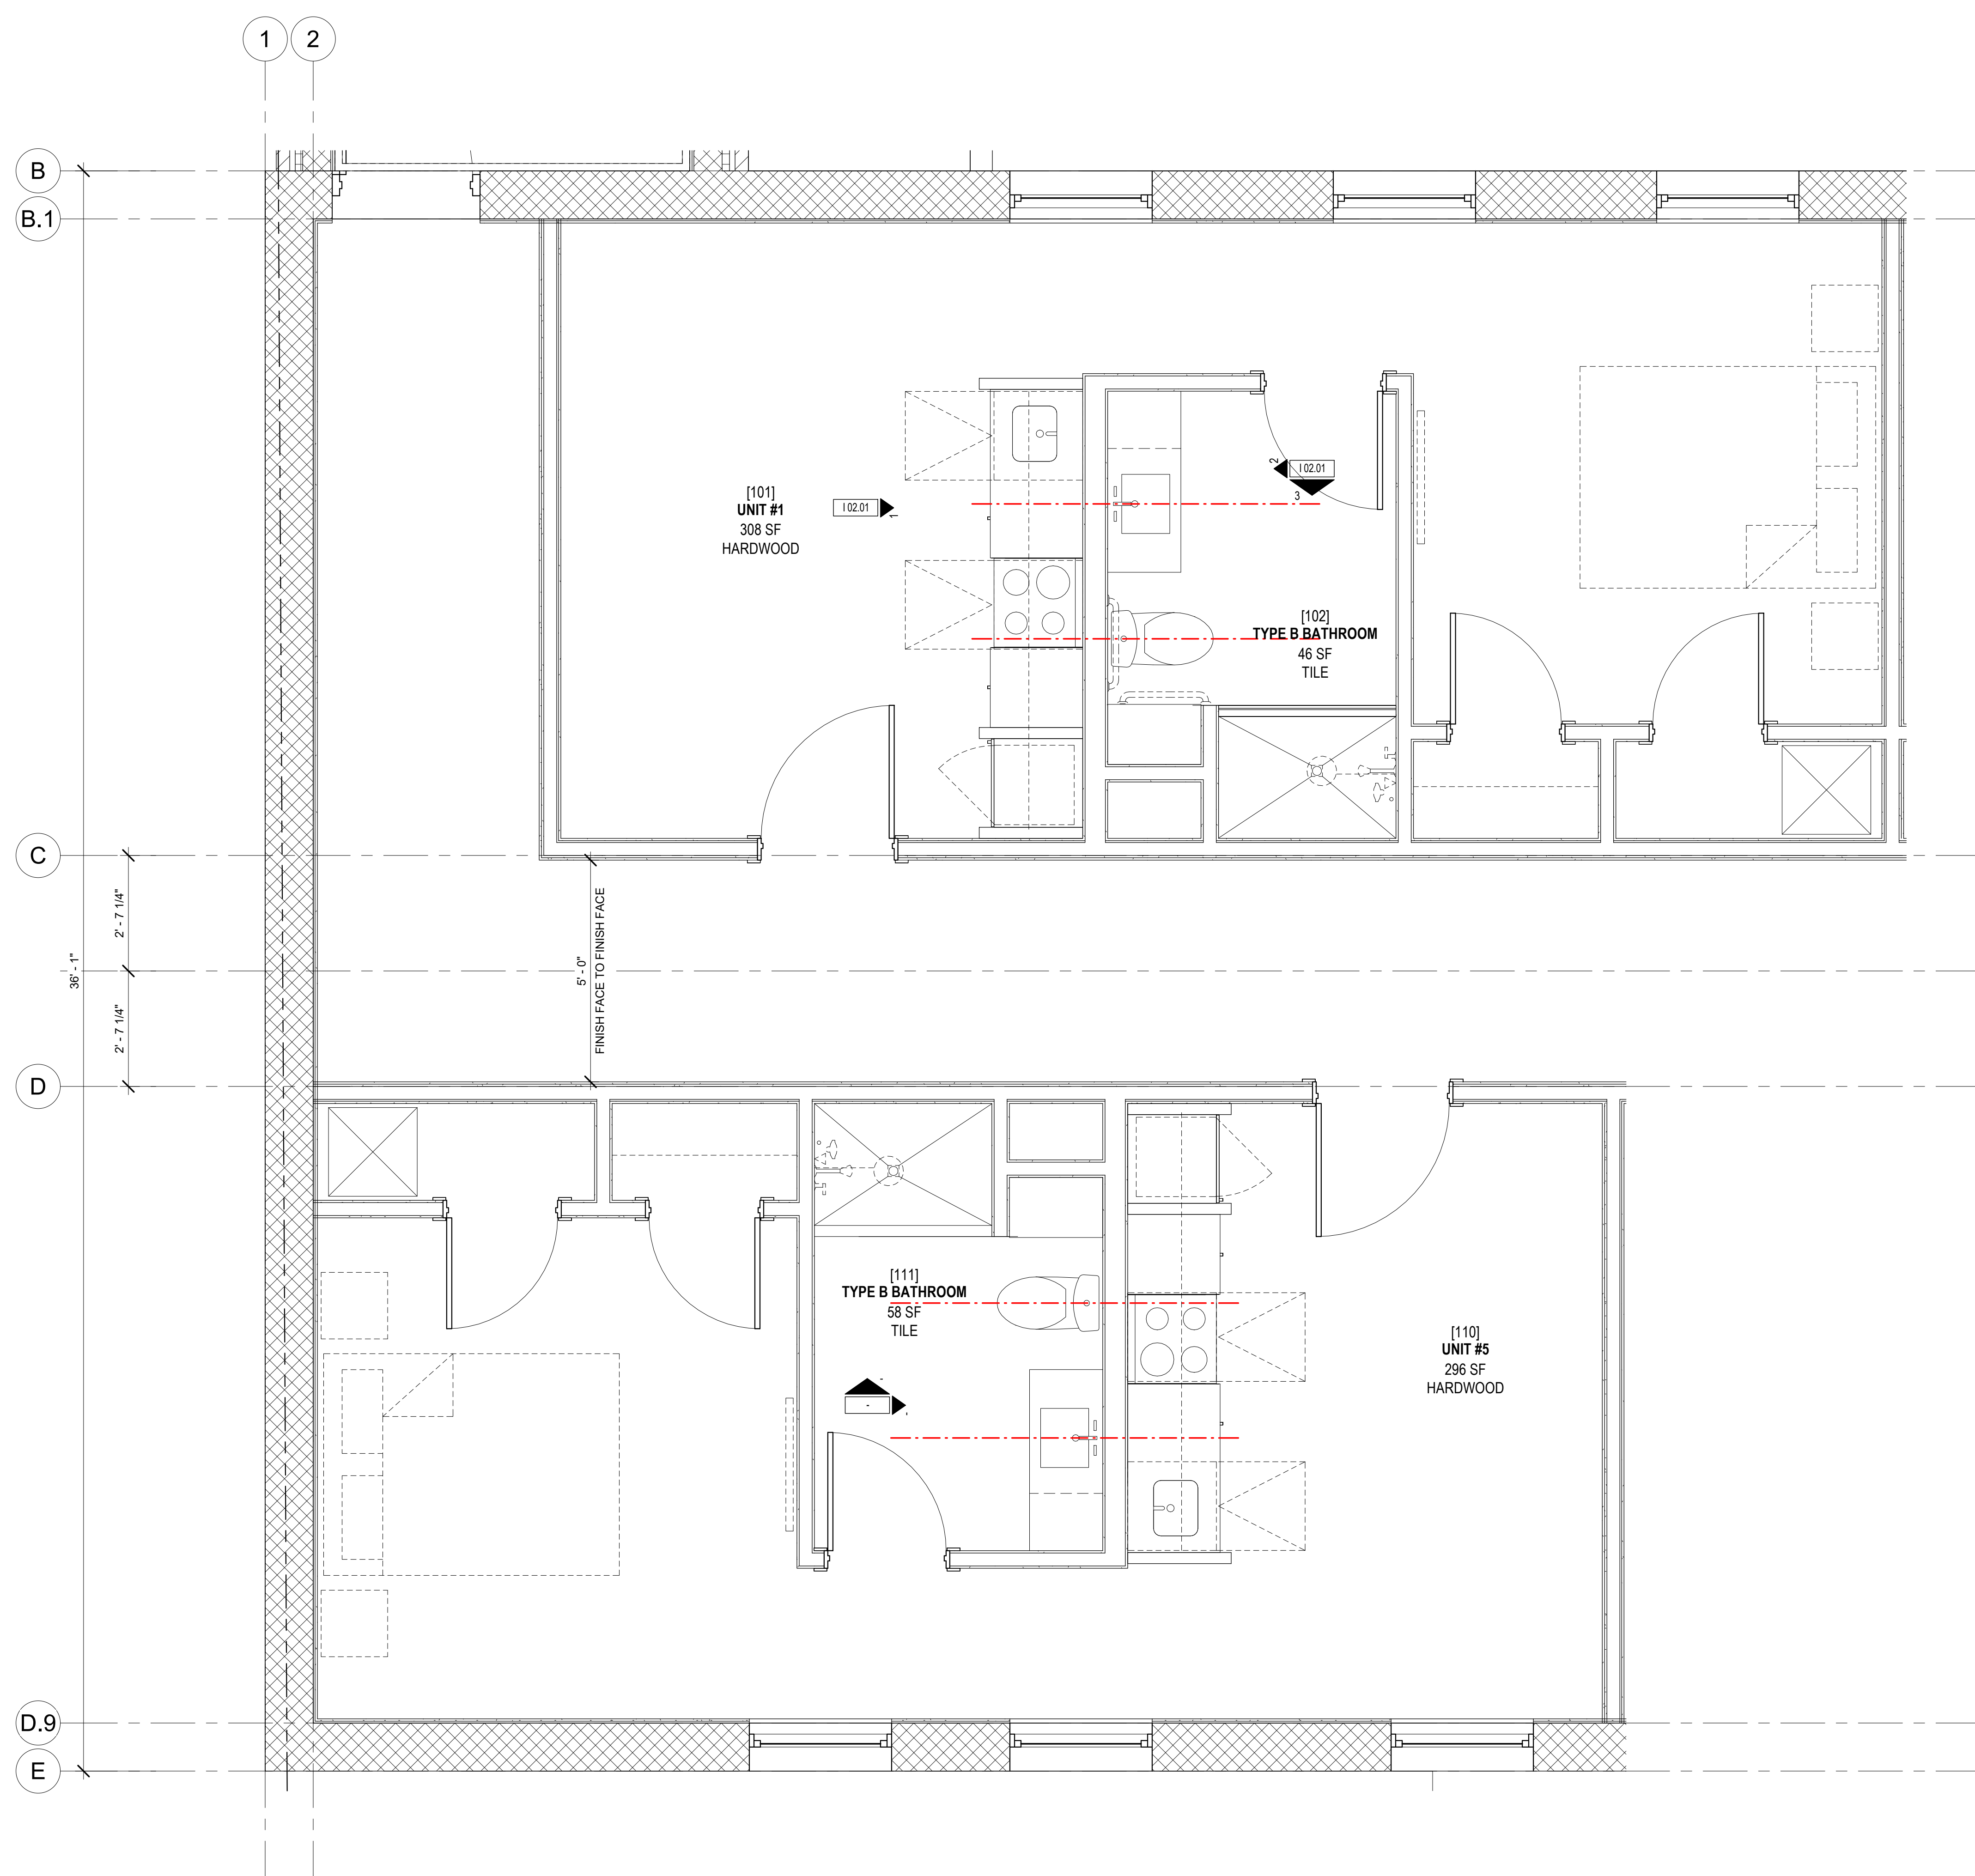 1
2
B
B.1
C
D
D.9
E
36' - 1"
2' - 7 1/4"
2' - 7 1/4"
5' - 0"
FINISH FACE TO FINISH FACE
[101]
UNIT #1
308 SF
HARDWOOD
I 02.01
1
2
I 02.01
3
[102]
TYPE B BATHROOM
46 SF
TILE
[111]
TYPE B BATHROOM
58 SF
TILE
-
-
-
[110]
UNIT #5
296 SF
HARDWOOD